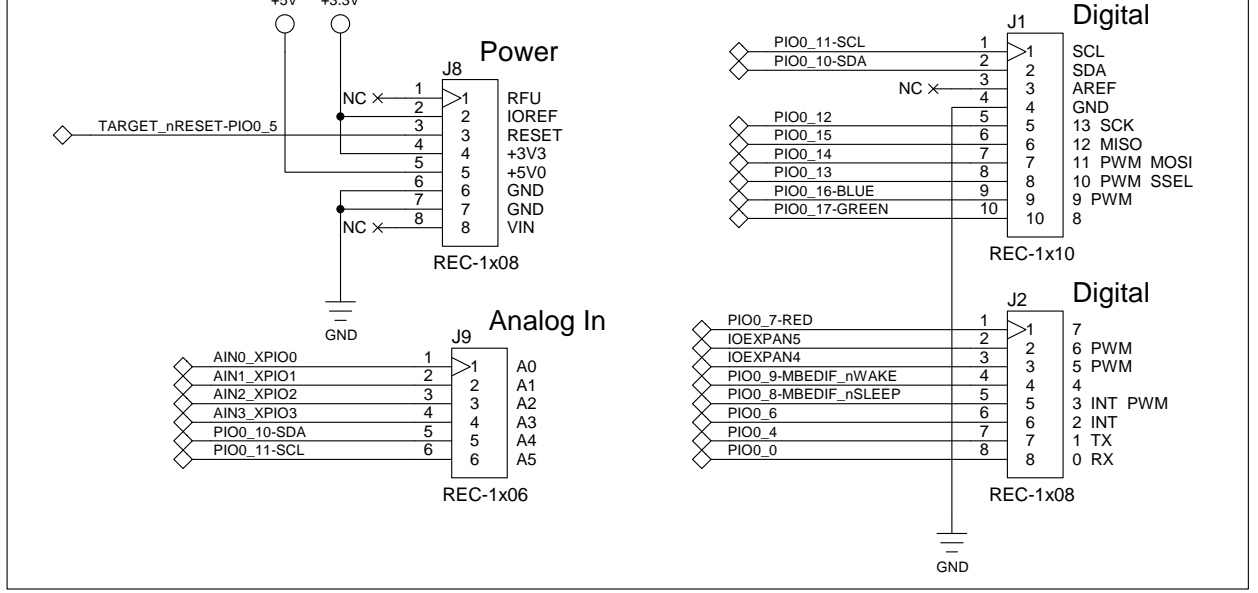 +5V +3.3V
Power
J8
NC 1 1 RFU
2 2 IOREF
TARGET_nRESET-PIO0_5 3 3 RESET
4 4 +3V3
5 5 +5V0
6 6 GND
7 7 GND
NC 8 8 VIN
REC-1x08
GND
Analog In
J9
AIN0_XPIO0 1 1 A0
AIN1_XPIO1 2 2 A1
AIN2_XPIO2 3 3 A2
AIN3_XPIO3 4 4 A3
PIO0_10-SDA 5 5 A4
PIO0_11-SCL 6 6 A5
REC-1x06
Digital
J1
PIO0_11-SCL 1 1 SCL
PIO0_10-SDA 2 2 SDA
NC 3 3 AREF
4 4 GND
PIO0_12 5 5 13 SCK
PIO0_15 6 6 12 MISO
PIO0_14 7 7 11 PWM MOSI
PIO0_13 8 8 10 PWM SSEL
PIO0_16-BLUE 9 9 9 PWM
PIO0_17-GREEN 10 10 8
REC-1x10
Digital
J2
PIO0_7-RED 1 1 7
IOEXPAN5 2 2 6 PWM
IOEXPAN4 3 3 5 PWM
PIO0_9-MBEDIF_nWAKE 4 4 4
PIO0_8-MBEDIF_nSLEEP 5 5 3 INT PWM
PIO0_6 6 6 2 INT
PIO0_4 7 7 1 TX
PIO0_0 8 8 0 RX
REC-1x08
GND